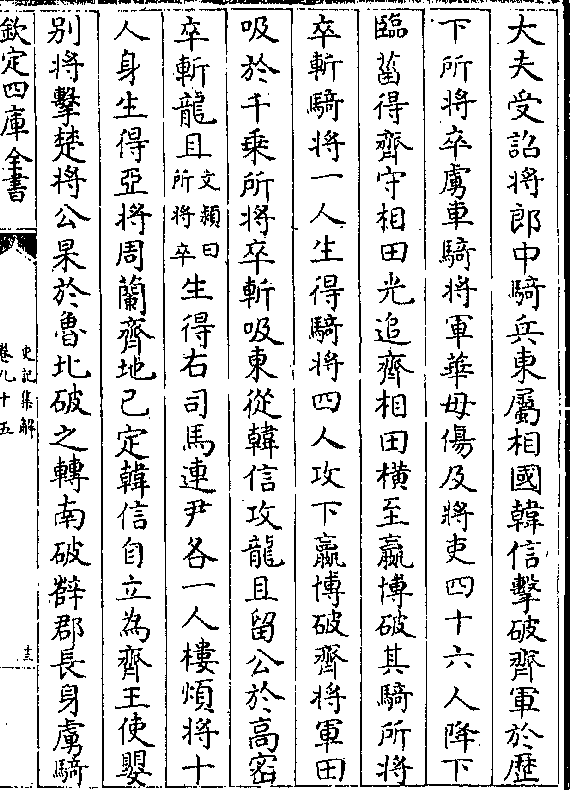 大夫受詔將郎中騎兵東屬相國韓信擊破齊軍於歷
下所將卒虜車騎將軍華毋傷及將吏四十六人降下
臨菑得齊守相田光追齊相田橫至嬴博破其騎所將
卒斬騎將一人生得騎將四人攻下嬴博破齊將軍田
吸於千乘所將卒斬吸東從韓信攻龍且留公於高宻
卒斬龍且文穎曰所將卒生得右司馬連尹各一人樓煩將十
人身生得亞將周蘭齊地已定韓信自立為齊王使嬰
别將擊楚將公杲於魯北破之轉南破薛郡長身虜騎
欽定四庫全書
史記集解
卷九十五